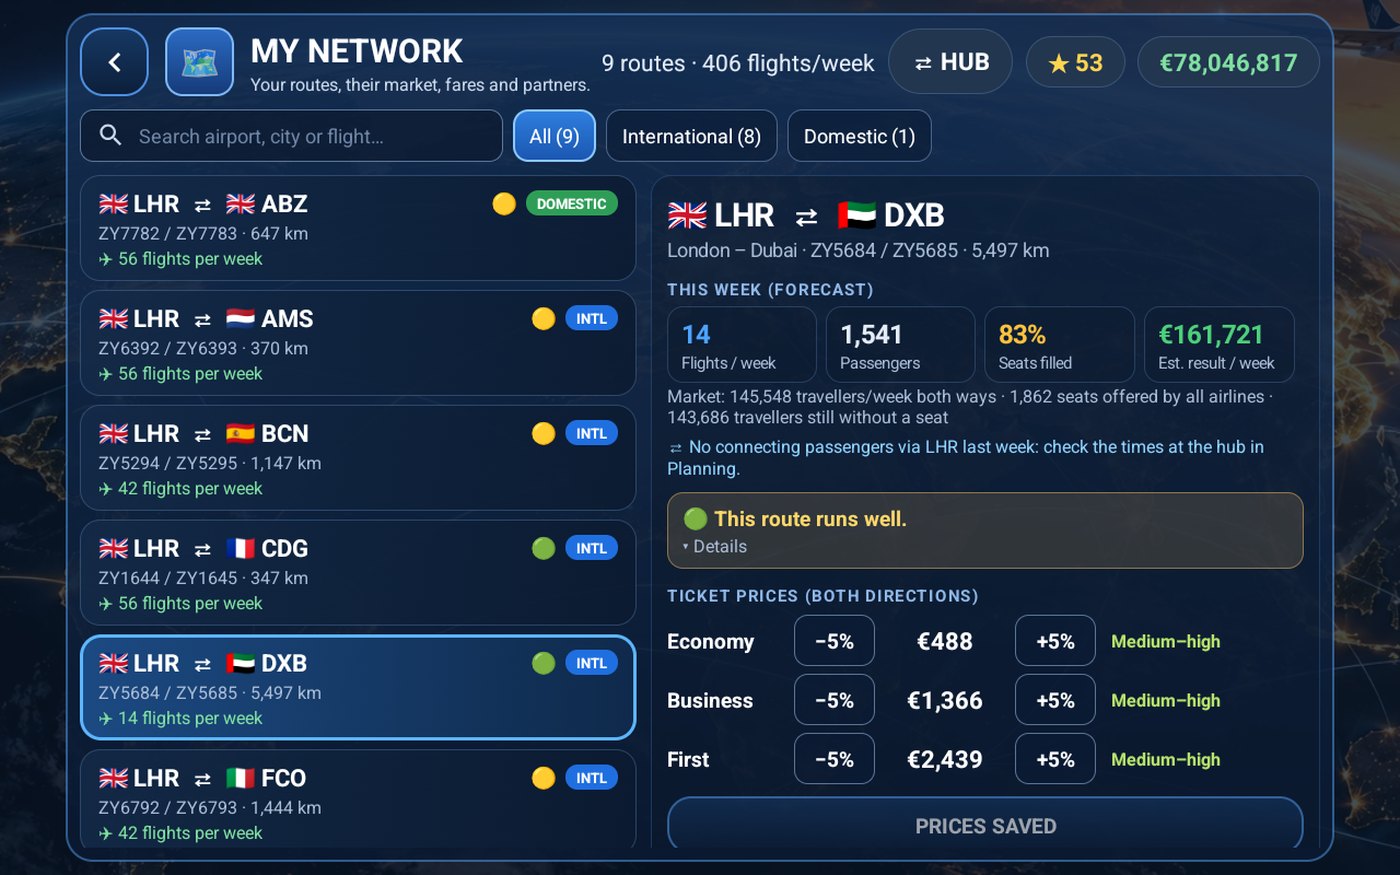 MY NETWORK
Your routes, their market, fares and partners.
9 routes · 406 flights/week
⇄ HUB
★ 53
€78,046,817
Search airport, city or flight...
All (9)
International (8)
Domestic (1)
LHR ⇄ ABZ
DOMESTIC
ZY7782 / ZY7783 · 647 km
✈ 56 flights per week
LHR ⇄ AMS
INTL
ZY6392 / ZY6393 · 370 km
✈ 56 flights per week
LHR ⇄ BCN
INTL
ZY5294 / ZY5295 · 1,147 km
✈ 42 flights per week
LHR ⇄ CDG
INTL
ZY1644 / ZY1645 · 347 km
✈ 56 flights per week
LHR ⇄ DXB
INTL
ZY5684 / ZY5685 · 5,497 km
✈ 14 flights per week
LHR ⇄ FCO
INTL
ZY6792 / ZY6793 · 1,444 km
✈ 42 flights per week
LHR ⇄ DXB
London – Dubai · ZY5684 / ZY5685 · 5,497 km
THIS WEEK (FORECAST)
14
Flights / week
1,541
Passengers
83%
Seats filled
€161,721
Est. result / week
Market: 145,548 travellers/week both ways · 1,862 seats offered by all airlines ·
143,686 travellers still without a seat
⇄ No connecting passengers via LHR last week: check the times at the hub in
Planning.
This route runs well.
▾ Details
TICKET PRICES (BOTH DIRECTIONS)
Economy −5% €488 +5% Medium–high
Business −5% €1,366 +5% Medium–high
First −5% €2,439 +5% Medium–high
PRICES SAVED